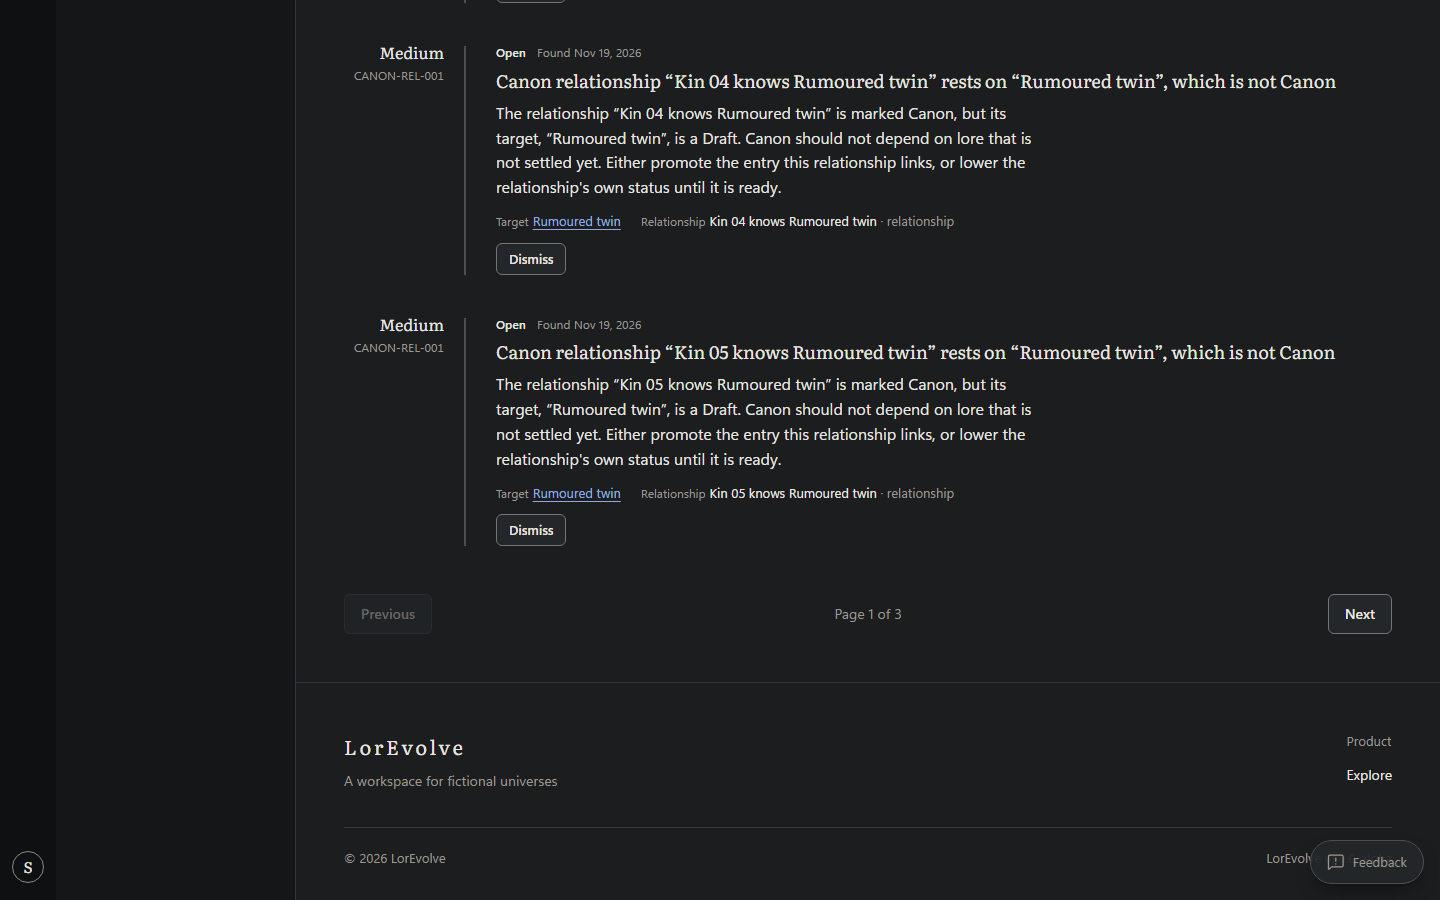 Medium
CANON-REL-001
Open Found Nov 19, 2026
Canon relationship “Kin 04 knows Rumoured twin” rests on “Rumoured twin”, which is not Canon
The relationship “Kin 04 knows Rumoured twin” is marked Canon, but its
target, “Rumoured twin”, is a Draft. Canon should not depend on lore that is
not settled yet. Either promote the entry this relationship links, or lower the
relationship's own status until it is ready.
Target Rumoured twin Relationship Kin 04 knows Rumoured twin · relationship
Dismiss
Medium
CANON-REL-001
Open Found Nov 19, 2026
Canon relationship “Kin 05 knows Rumoured twin” rests on “Rumoured twin”, which is not Canon
The relationship “Kin 05 knows Rumoured twin” is marked Canon, but its
target, “Rumoured twin”, is a Draft. Canon should not depend on lore that is
not settled yet. Either promote the entry this relationship links, or lower the
relationship's own status until it is ready.
Target Rumoured twin Relationship Kin 05 knows Rumoured twin · relationship
Dismiss
Previous
Page 1 of 3
Next
LorEvolve
A workspace for fictional universes
Product
Explore
© 2026 LorEvolve
Feedback
S